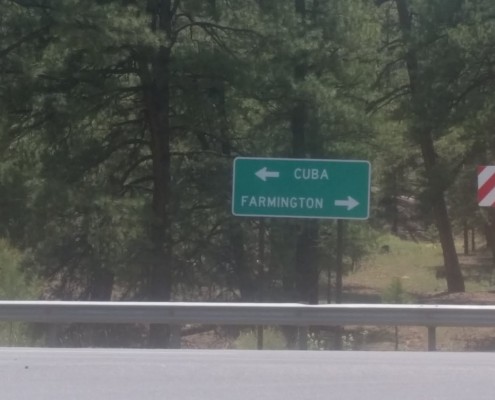 ← CUBA
FARMINGTON →